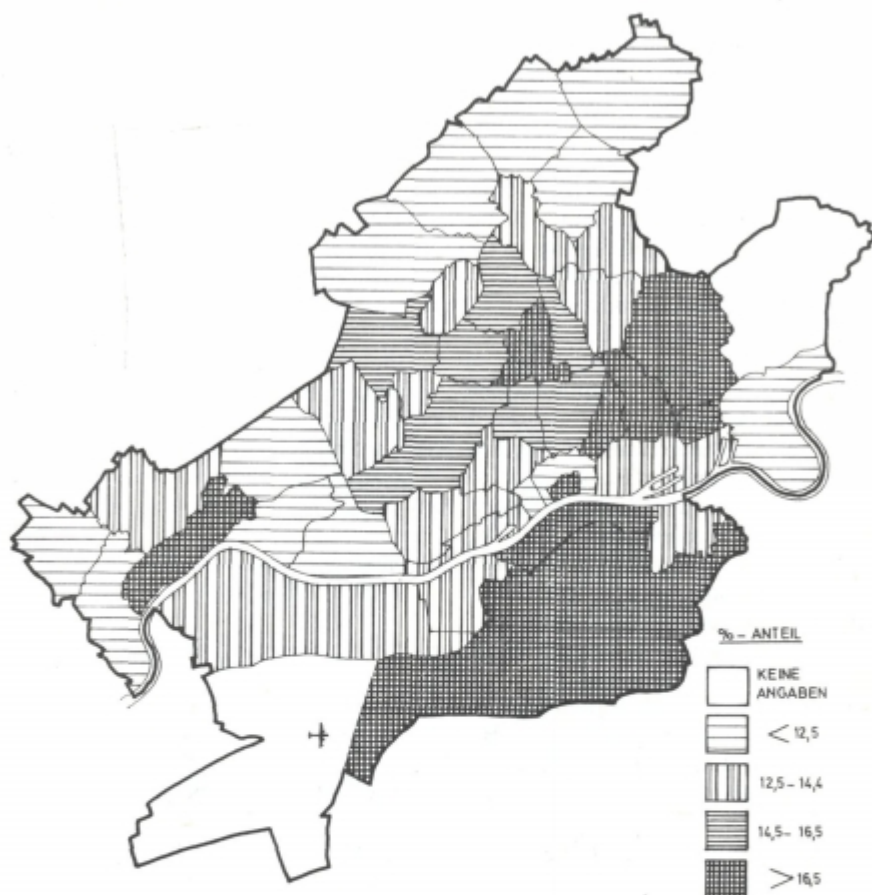 % - ANTEIL
KEINE
ANGABEN
< 12,5
12,5 - 14,4
14,5 - 16,5
> 16,5